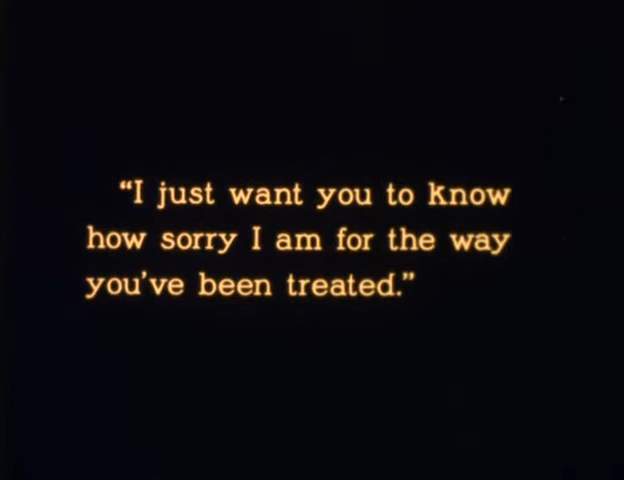 “I just want you to know
how sorry I am for the way
you've been treated.”